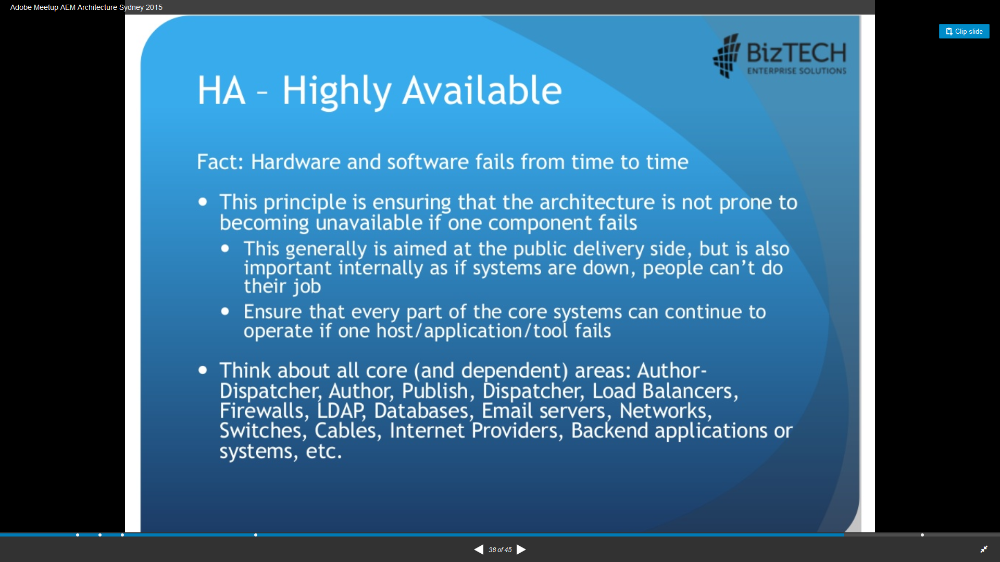 Adobe Meetup AEM Architecture Sydney 2015
Clip slide
BizTECH
ENTERPRISE SOLUTIONS
HA – Highly Available
Fact: Hardware and software fails from time to time
• This principle is ensuring that the architecture is not prone to
becoming unavailable if one component fails
• This generally is aimed at the public delivery side, but is also
important internally as if systems are down, people can’t do
their job
• Ensure that every part of the core systems can continue to
operate if one host/application/tool fails
• Think about all core (and dependent) areas: Author-
Dispatcher, Author, Publish, Dispatcher, Load Balancers,
Firewalls, LDAP, Databases, Email servers, Networks,
Switches, Cables, Internet Providers, Backend applications or
systems, etc.
38 of 45